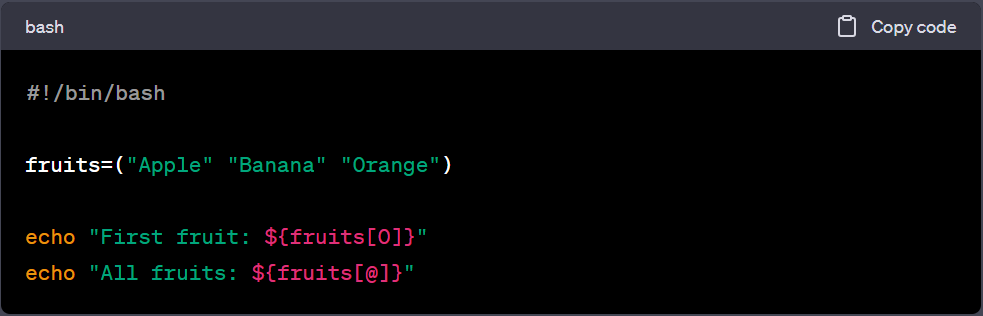 bash
Copy code
#!/bin/bash
fruits=("Apple" "Banana" "Orange")
echo "First fruit: ${fruits[0]}"
echo "All fruits: ${fruits[@]}"